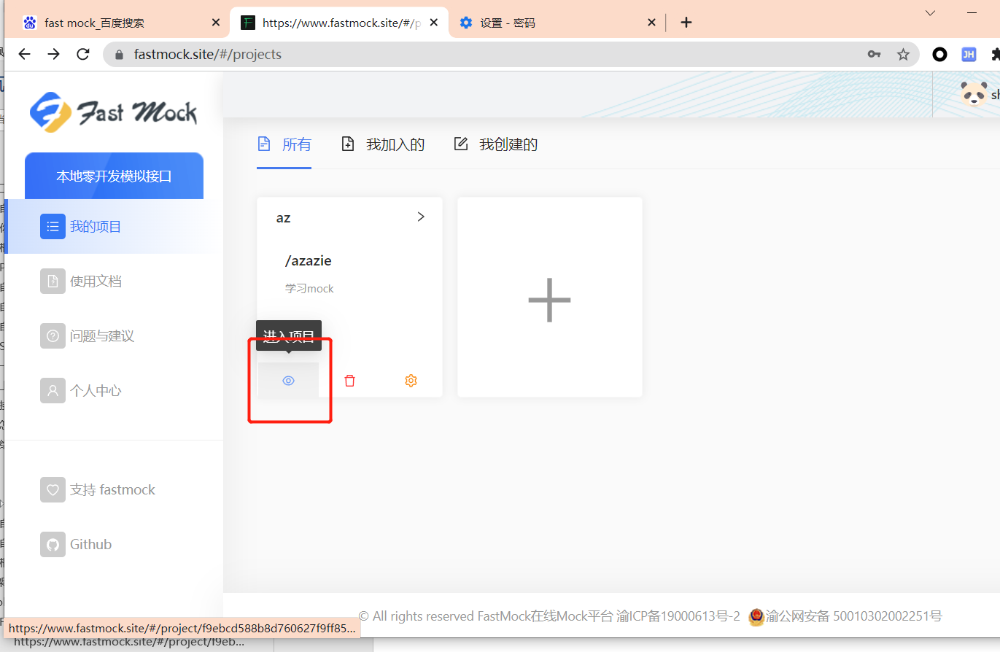 fast mock_百度搜索
https://www.fastmock.site/#/p
设置 - 密码
fastmock.site/#/projects
JH
Fast Mock
sh
所有
我加入的
我创建的
本地零开发模拟接口
az
我的项目
/azazie
使用文档
学习mock
进入项目
问题与建议
个人中心
支持 fastmock
Github
© All rights reserved FastMock在线Mock平台 渝ICP备19000613号-2 渝公网安备 50010302002251号
https://www.fastmock.site/#/project/f9ebcd588b8d760627f9ff85...
https://www.fastmock.site/#/project/f9eb...